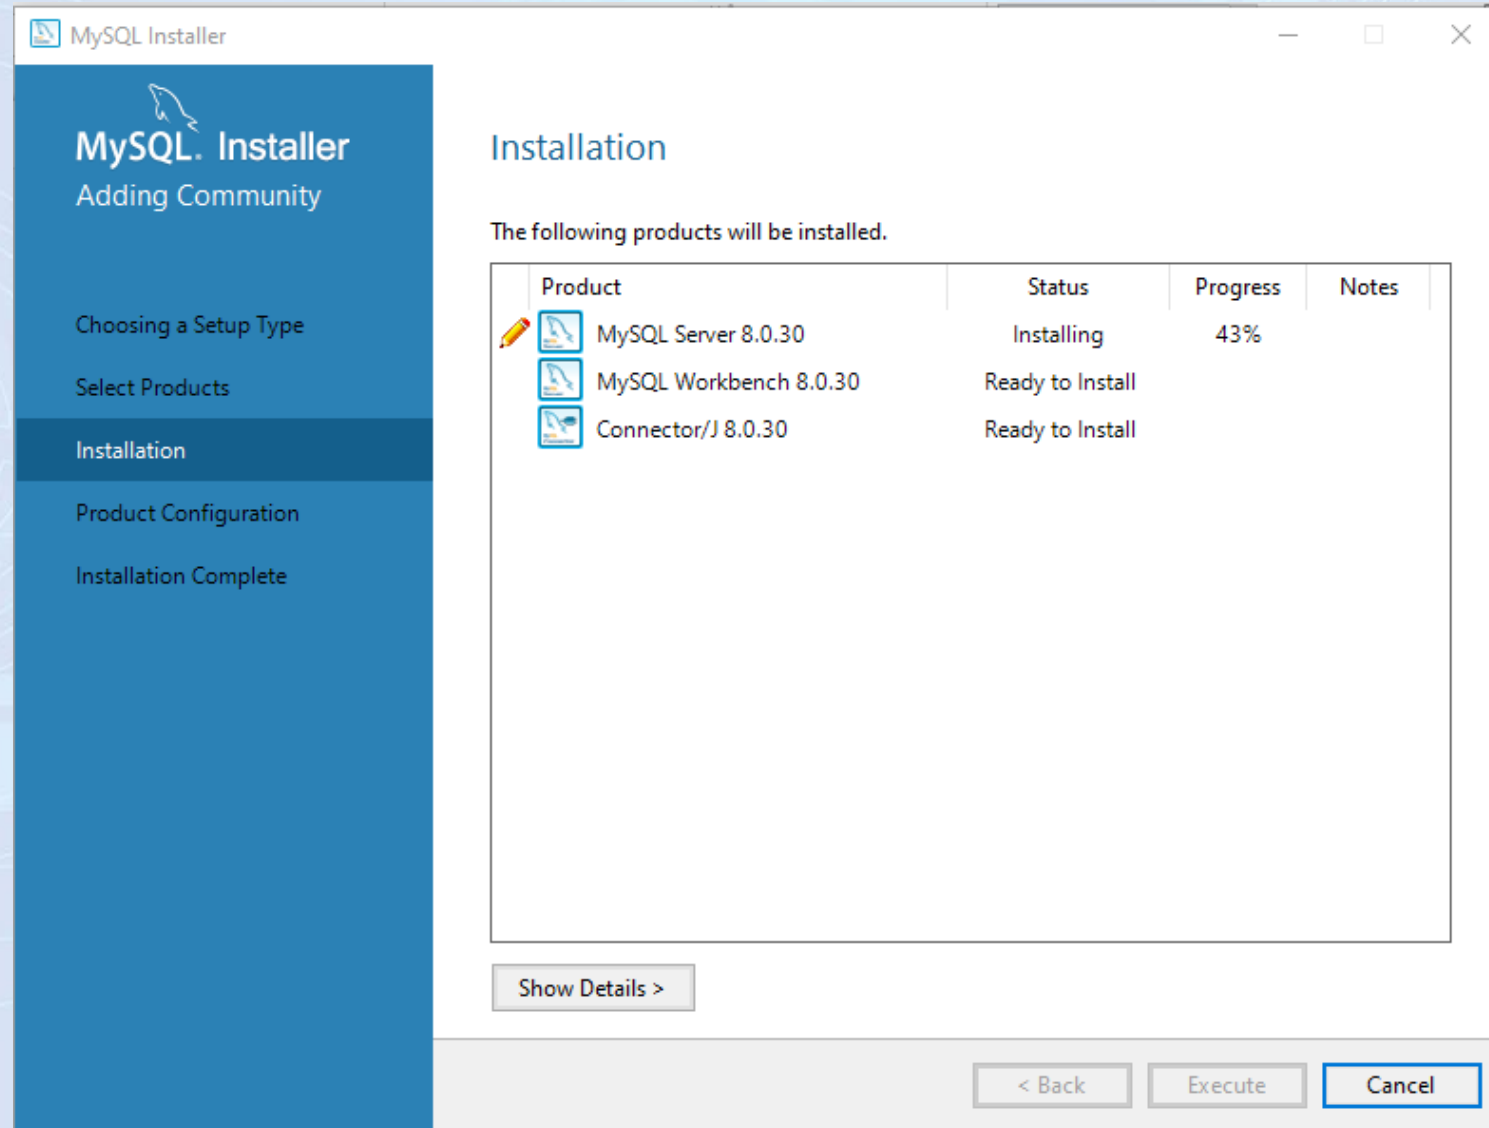 MySQL Installer
MySQL. Installer
Adding Community
Choosing a Setup Type
Select Products
Installation
Product Configuration
Installation Complete
Installation
The following products will be installed.
Product Status Progress Notes
MySQL Server 8.0.30 Installing 43%
MySQL Workbench 8.0.30 Ready to Install
Connector/J 8.0.30 Ready to Install
Show Details >
< Back Execute Cancel